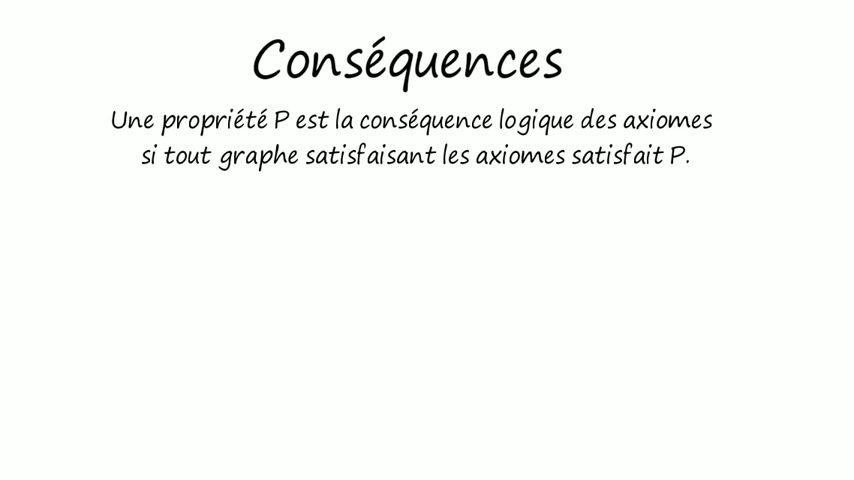 Conséquences
Une propriété P est la conséquence logique des axiomes
si tout graphe satisfaisant les axiomes satisfait P.